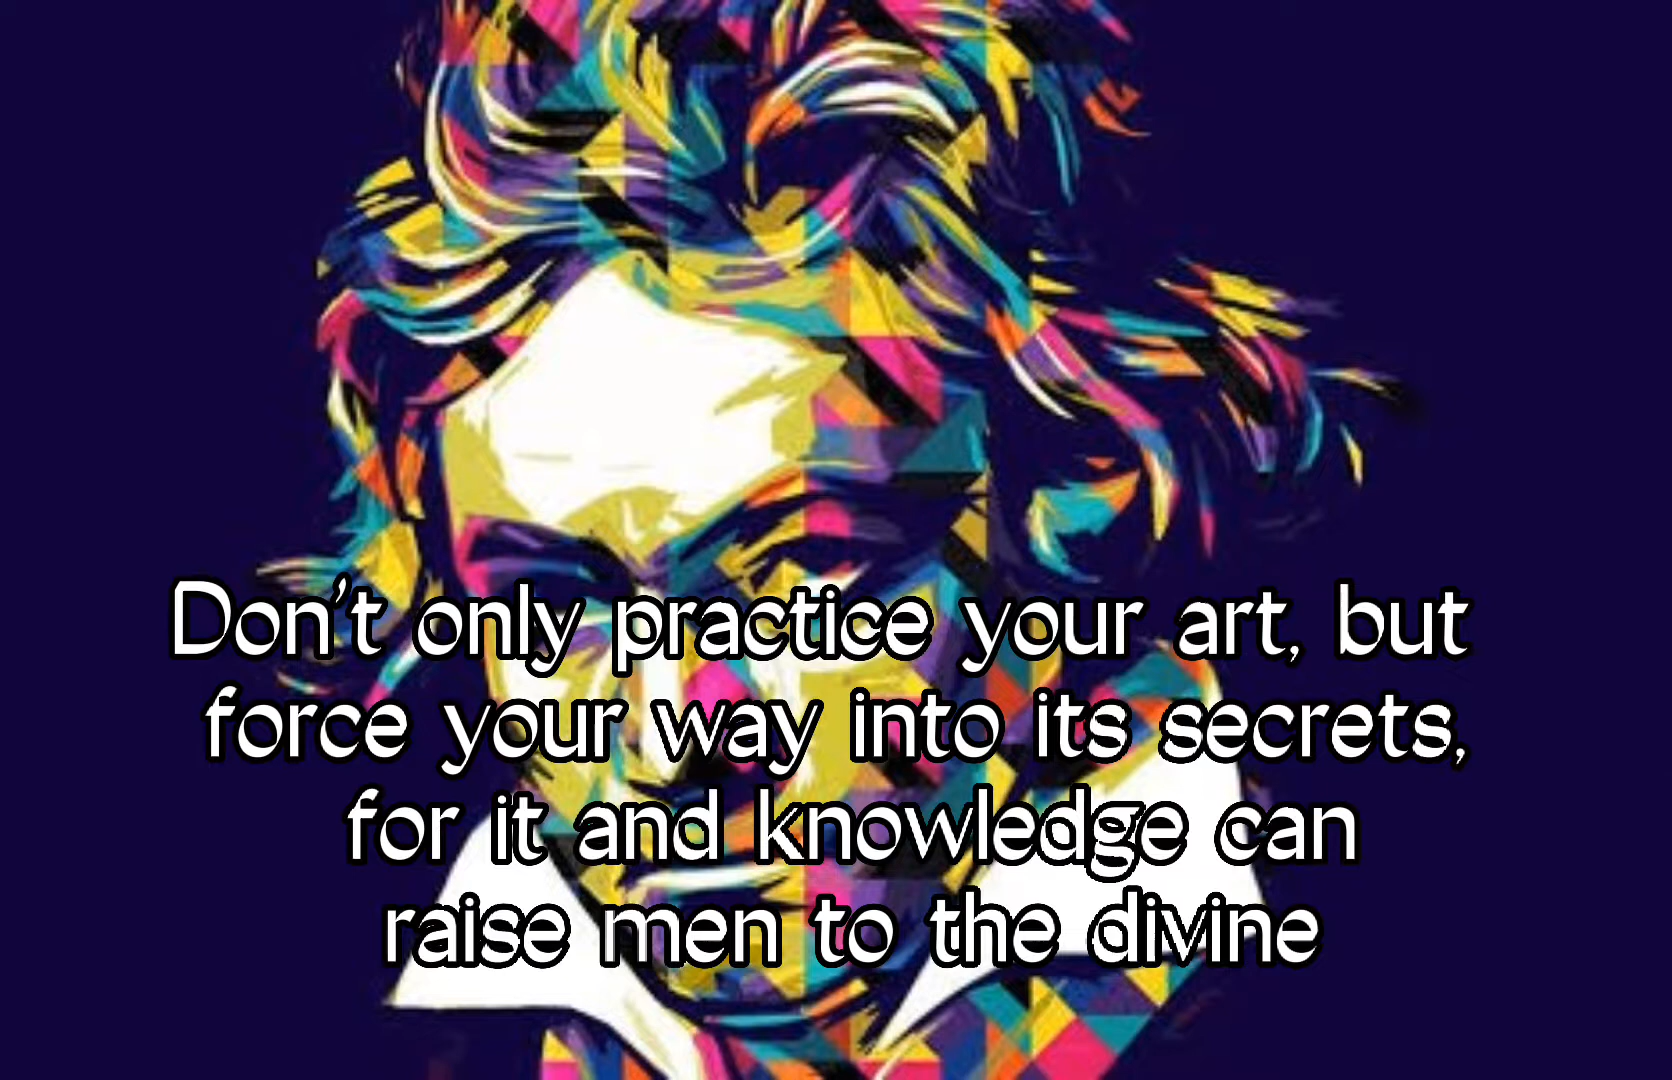 Don't only practice your art, but
force your way into its secrets,
for it and knowledge can
raise men to the divine